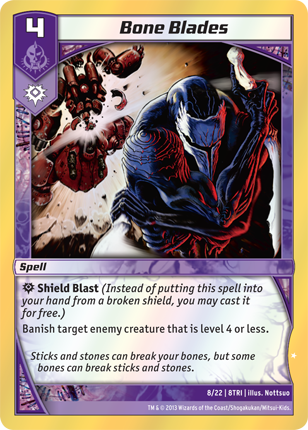 4
Bone Blades
Spell
Shield Blast (Instead of putting this spell into
your hand from a broken shield, you may cast it
for free.)
Banish target enemy creature that is level 4 or less.
Sticks and stones can break your bones, but some
bones can break sticks and stones.
8/22 | 8TRI | illus. Nottsuo
TM & © 2013 Wizards of the Coast/Shogakukan/Mitsui-Kids.